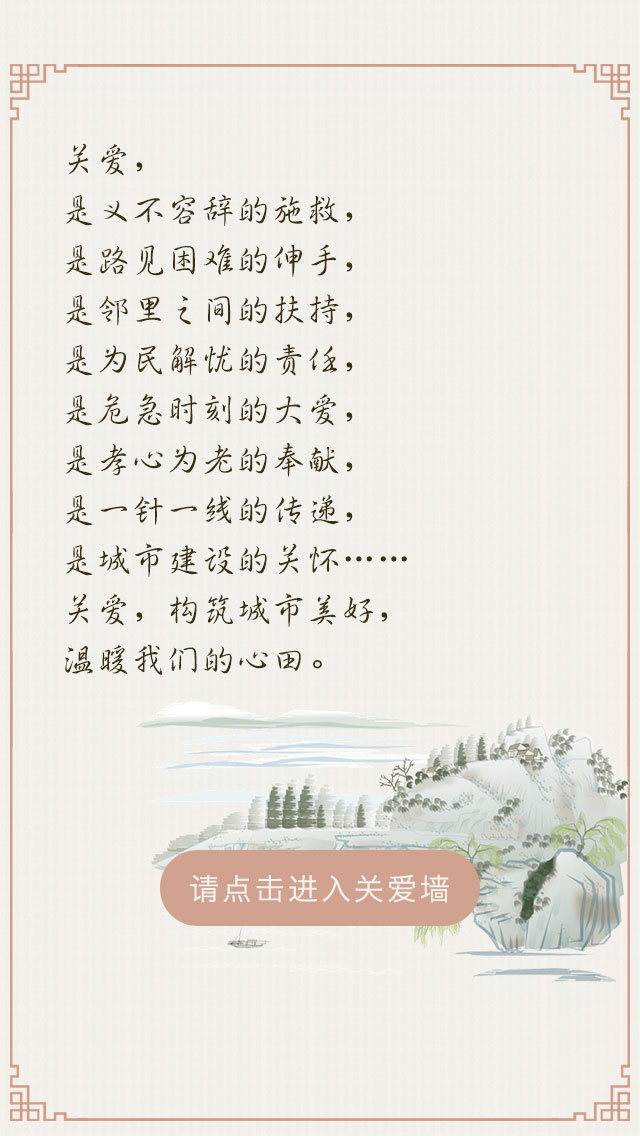 关爱，
是义不容辞的施救，
是路见困难的伸手，
是邻里之间的扶持，
是为民解忧的责任，
是危急时刻的大爱，
是孝心为老的奉献，
是一针一线的传递，
是城市建设的关怀……
关爱，构筑城市美好，
温暖我们的心田。
请点击进入关爱墙